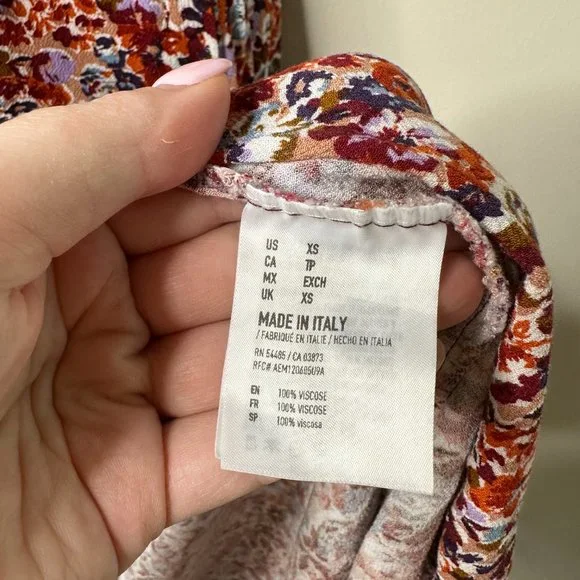 US XS
CA TP
MX EXCH
UK XS
MADE IN ITALY
/ FABRIQUÉ EN ITALIE / HECHO EN ITALIA
RN 54485 / CA 03873
RFC# AEM120605U9A
EN 100% VISCOSE
FR 100% VISCOSE
SP 100% viscosa